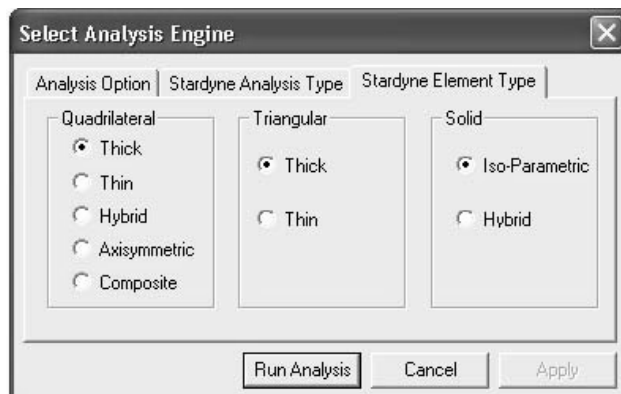 Select Analysis Engine
Analysis Option
Stardyne Analysis Type
Stardyne Element Type
Quadrilateral
Thick
Thin
Hybrid
Axisymmetric
Composite
Triangular
Thick
Thin
Solid
Iso-Parametric
Hybrid
Run Analysis
Cancel
Apply